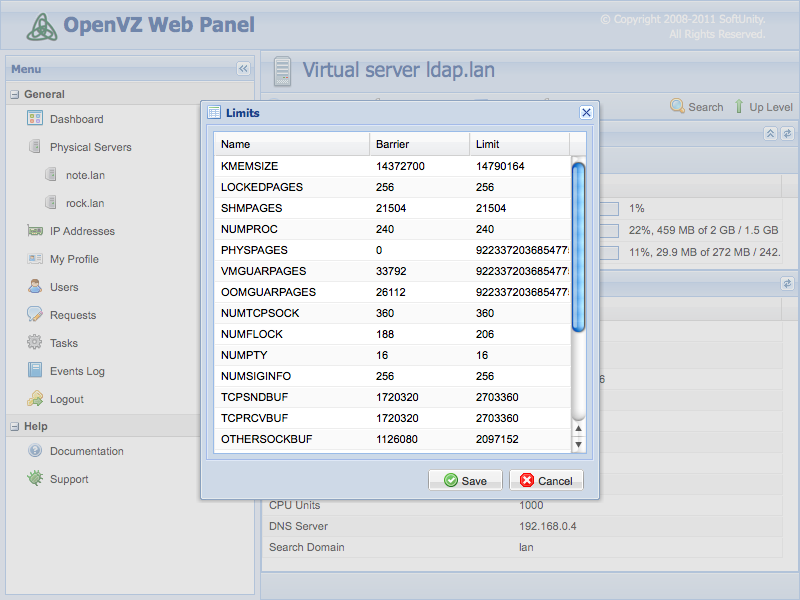 OpenVZ Web Panel
© Copyright 2008-2011 SoftUnity.
All Rights Reserved.
Menu
General
Dashboard
Physical Servers
note.lan
rock.lan
IP Addresses
My Profile
Users
Requests
Tasks
Events Log
Logout
Help
Documentation
Support
Virtual server ldap.lan
Search Up Level
1%
22%, 459 MB of 2 GB / 1.5 GB
11%, 29.9 MB of 272 MB / 242.
6
Limits
Name Barrier Limit
KMEMSIZE 14372700 14790164
LOCKEDPAGES 256 256
SHMPAGES 21504 21504
NUMPROC 240 240
PHYSPAGES 0 922337203685477
VMGUARPAGES 33792 922337203685477
OOMGUARPAGES 26112 922337203685477
NUMTCPSOCK 360 360
NUMFLOCK 188 206
NUMPTY 16 16
NUMSIGINFO 256 256
TCPSNDBUF 1720320 2703360
TCPRCVBUF 1720320 2703360
OTHERSOCKBUF 1126080 2097152
Save Cancel
CPU Units 1000
DNS Server 192.168.0.4
Search Domain lan